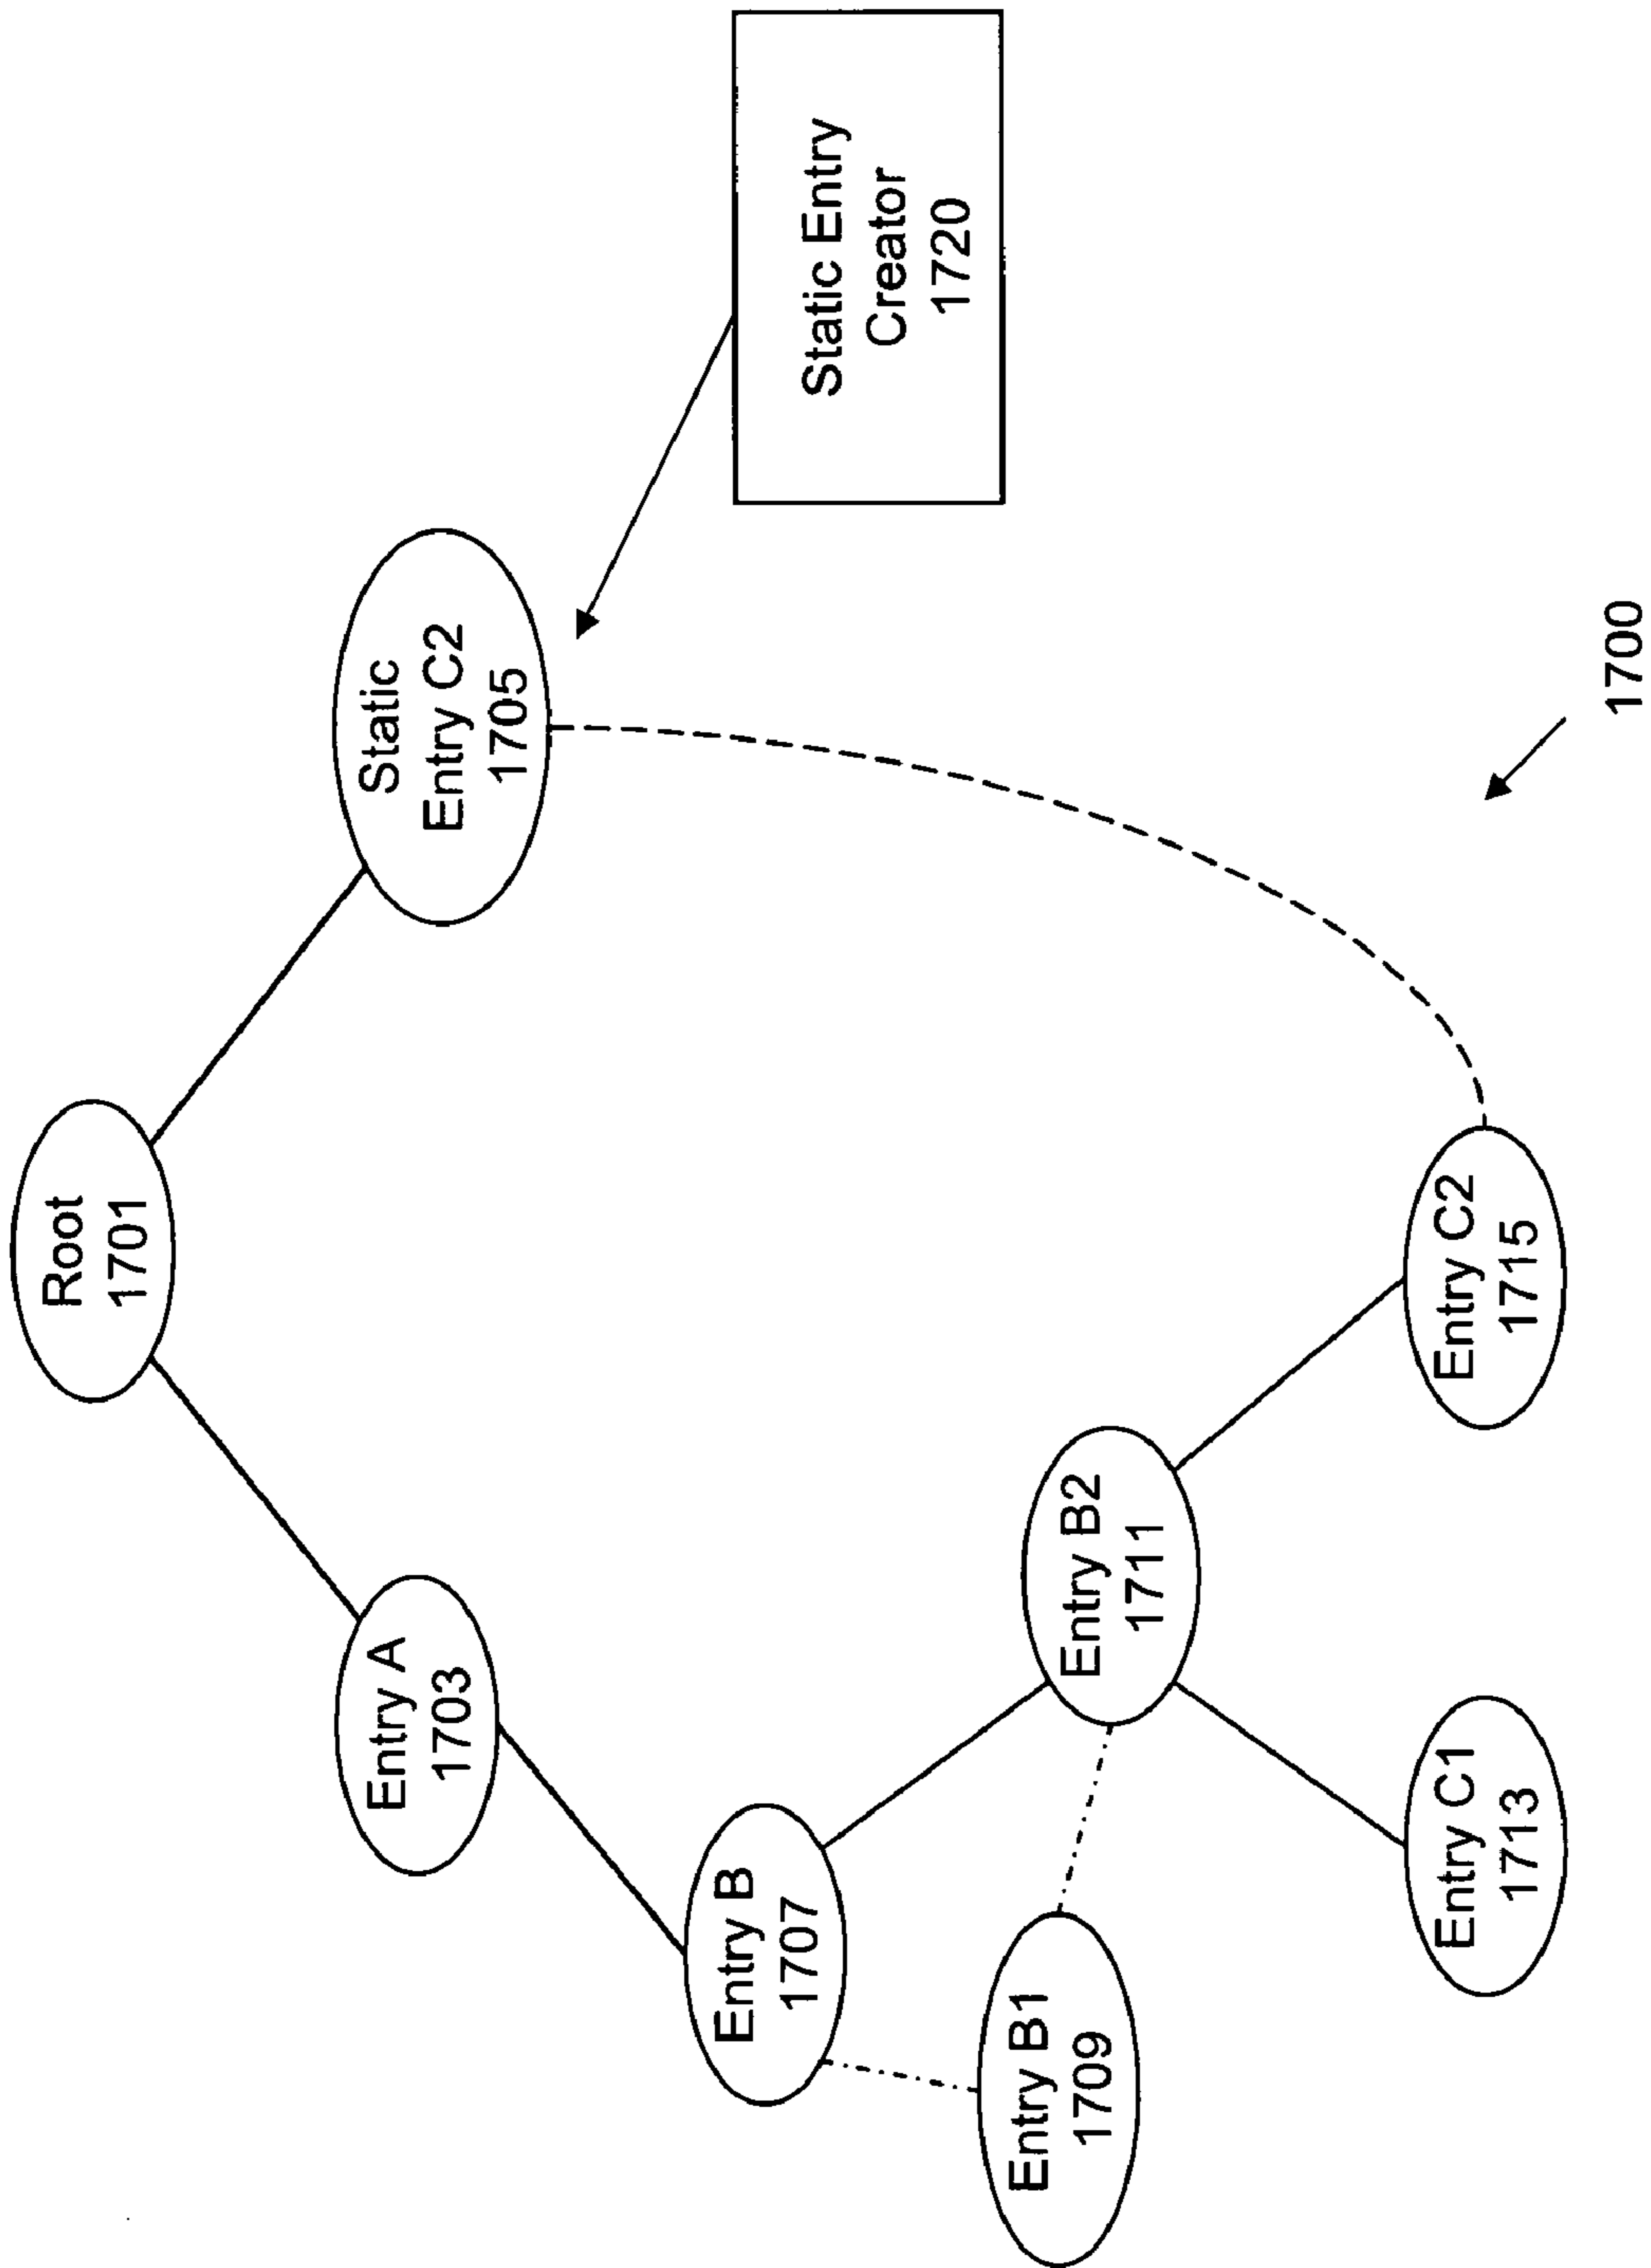 Root
1701
Entry A
1703
Static
Entry C2
1705
Entry B
1707
Static Entry
Creator
1720
Entry B1
1709
Entry B2
1711
Entry C1
1713
Entry C2
1715
1700